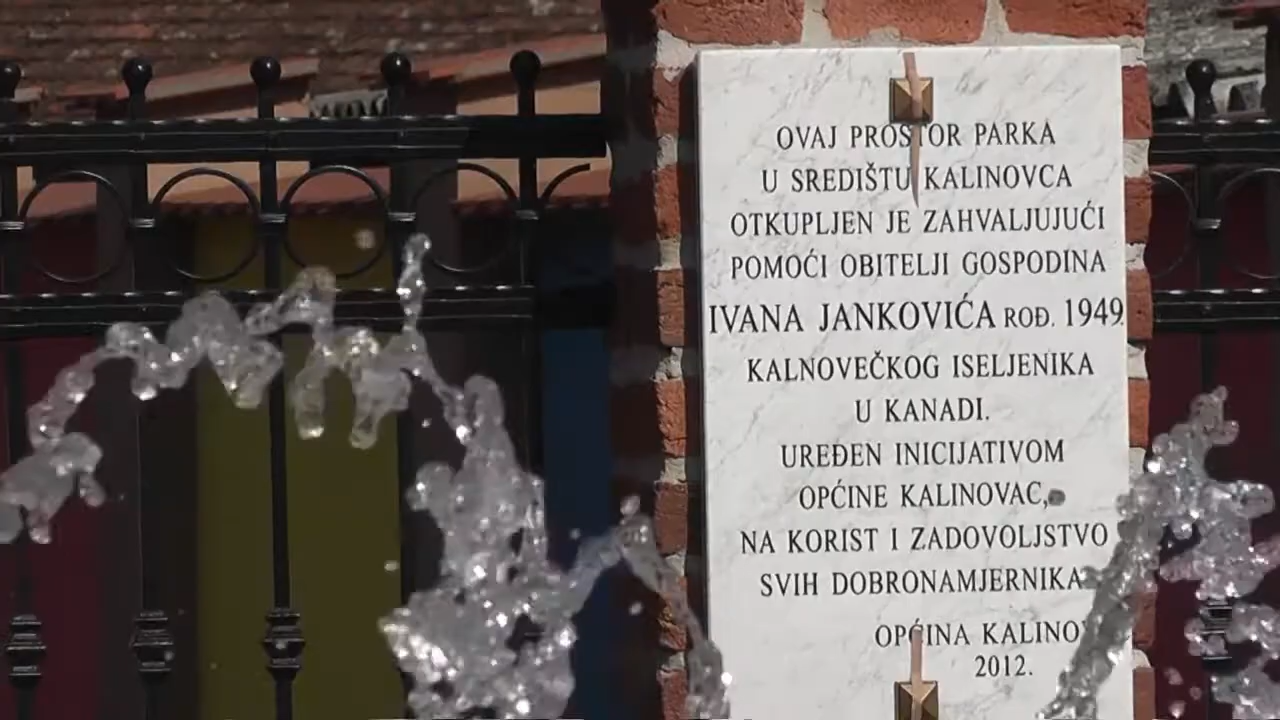 OVAJ PROSTOR PARKA
U SREDIŠTU KALINOVCA
OTKUPLJEN JE ZAHVALJUJUĆI
POMOĆI OBITELJI GOSPODINA
IVANA JANKOVIĆA ROĐ. 1949.
KALNOVEČKOG ISELJENIKA
U KANADI.
UREĐEN INICIJATIVOM
OPĆINE KALINOVAC,
NA KORIST I ZADOVOLJSTVO
SVIH DOBRONAMJERNIKA
OPĆINA
2012.